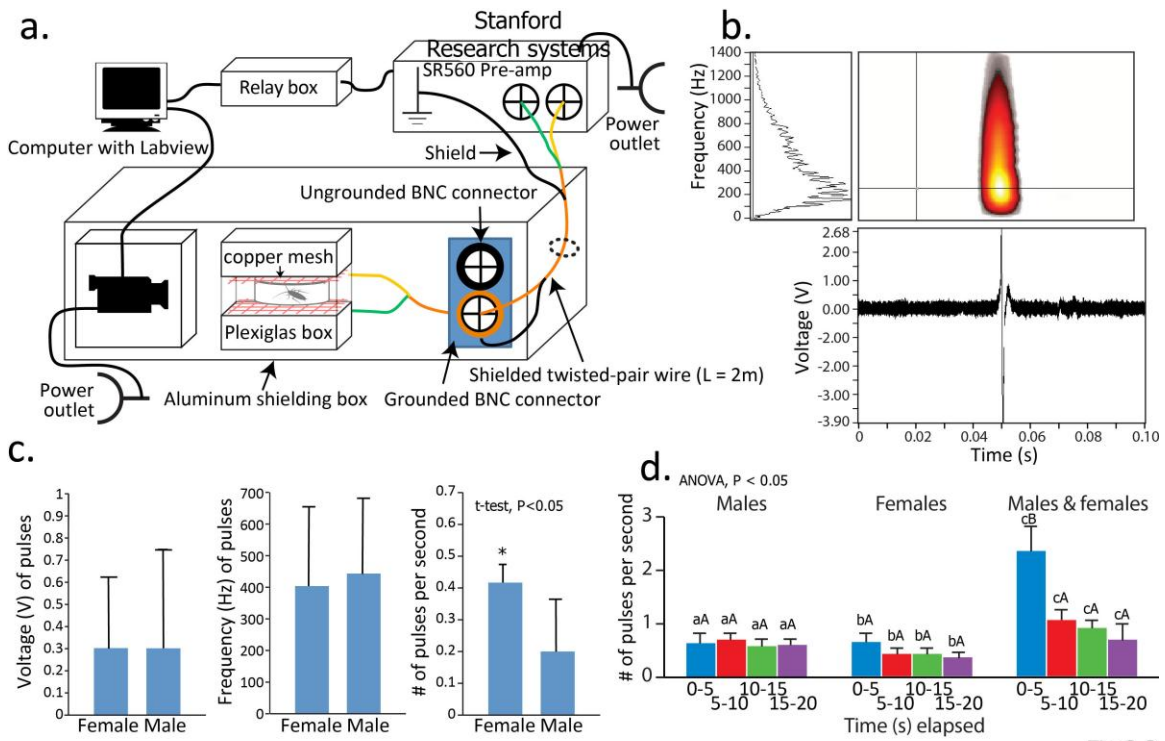 a.
Stanford
Research systems
SR560 Pre-amp
Relay box
Computer with Labview
Power
outlet
Shield
Ungrounded BNC connector
copper mesh
Plexiglas box
Shielded twisted-pair wire (L = 2m)
Power
outlet
Aluminum shielding box
Grounded BNC connector
b.
Frequency (Hz)
1400
1200
1000
800
600
400
200
0
Voltage (V)
2.68
2.00
1.00
0.00
-2.00
-2.00
-3.00
-3.90
0
0.02
0.04
0.06
0.08
0.10
Time (s)
c.
Voltage (V) of pulses
1
0.9
0.8
0.7
0.6
0.5
0.4
0.3
0.2
0.1
0
Female Male
Frequency (Hz) of pulses
700
600
500
400
300
200
100
0
Female Male
# of pulses per second
0.7
0.6
0.5
0.4
0.3
0.2
0.1
0
t-test, P<0.05
*
Female Male
d.
ANOVA, P < 0.05
Males
Females
Males & females
# of pulses per second
3
2
1
0
aA aA aA aA
bA bA bA bA
cB cA cA cA
0-5 10-15
5-10 15-20
0-5 10-15
5-10 15-20
0-5 10-15
5-10 15-20
Time (s) elapsed